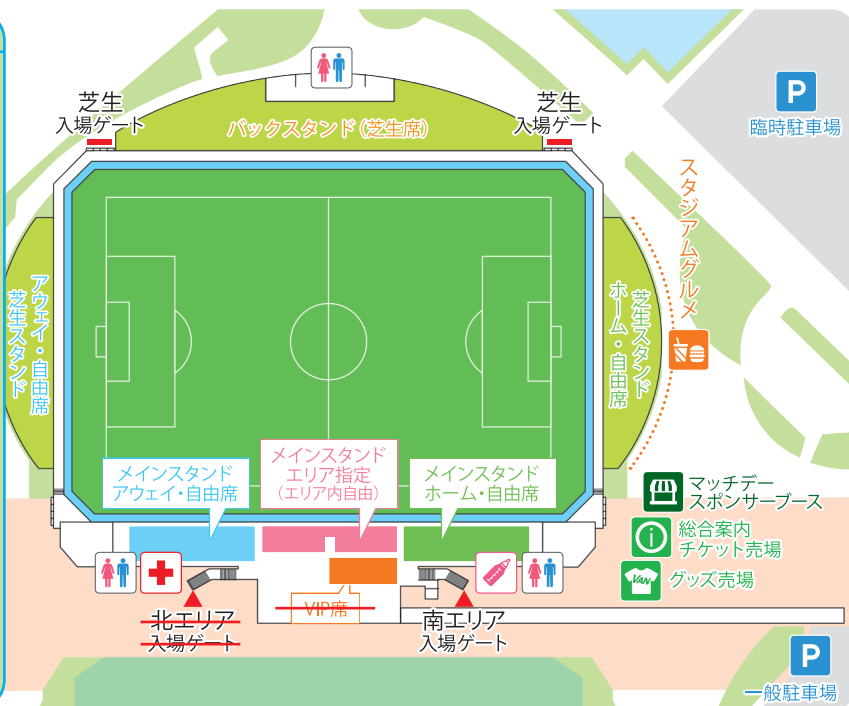 P
臨時駐車場
芝生
入場ゲート
バックスタンド（芝生席）
芝生
入場ゲート
スタジアムグルメ
アウェイ・自由席
芝生スタンド
芝生スタンド
ホーム・自由席
メインスタンド
アウェイ・自由席
メインスタンド
エリア指定
（エリア内自由）
メインスタンド
ホーム・自由席
マッチデー
スポンサーブース
i
総合案内
チケット売場
VAN
グッズ売場
北エリア
入場ゲート
VIP席
南エリア
入場ゲート
P
一般駐車場